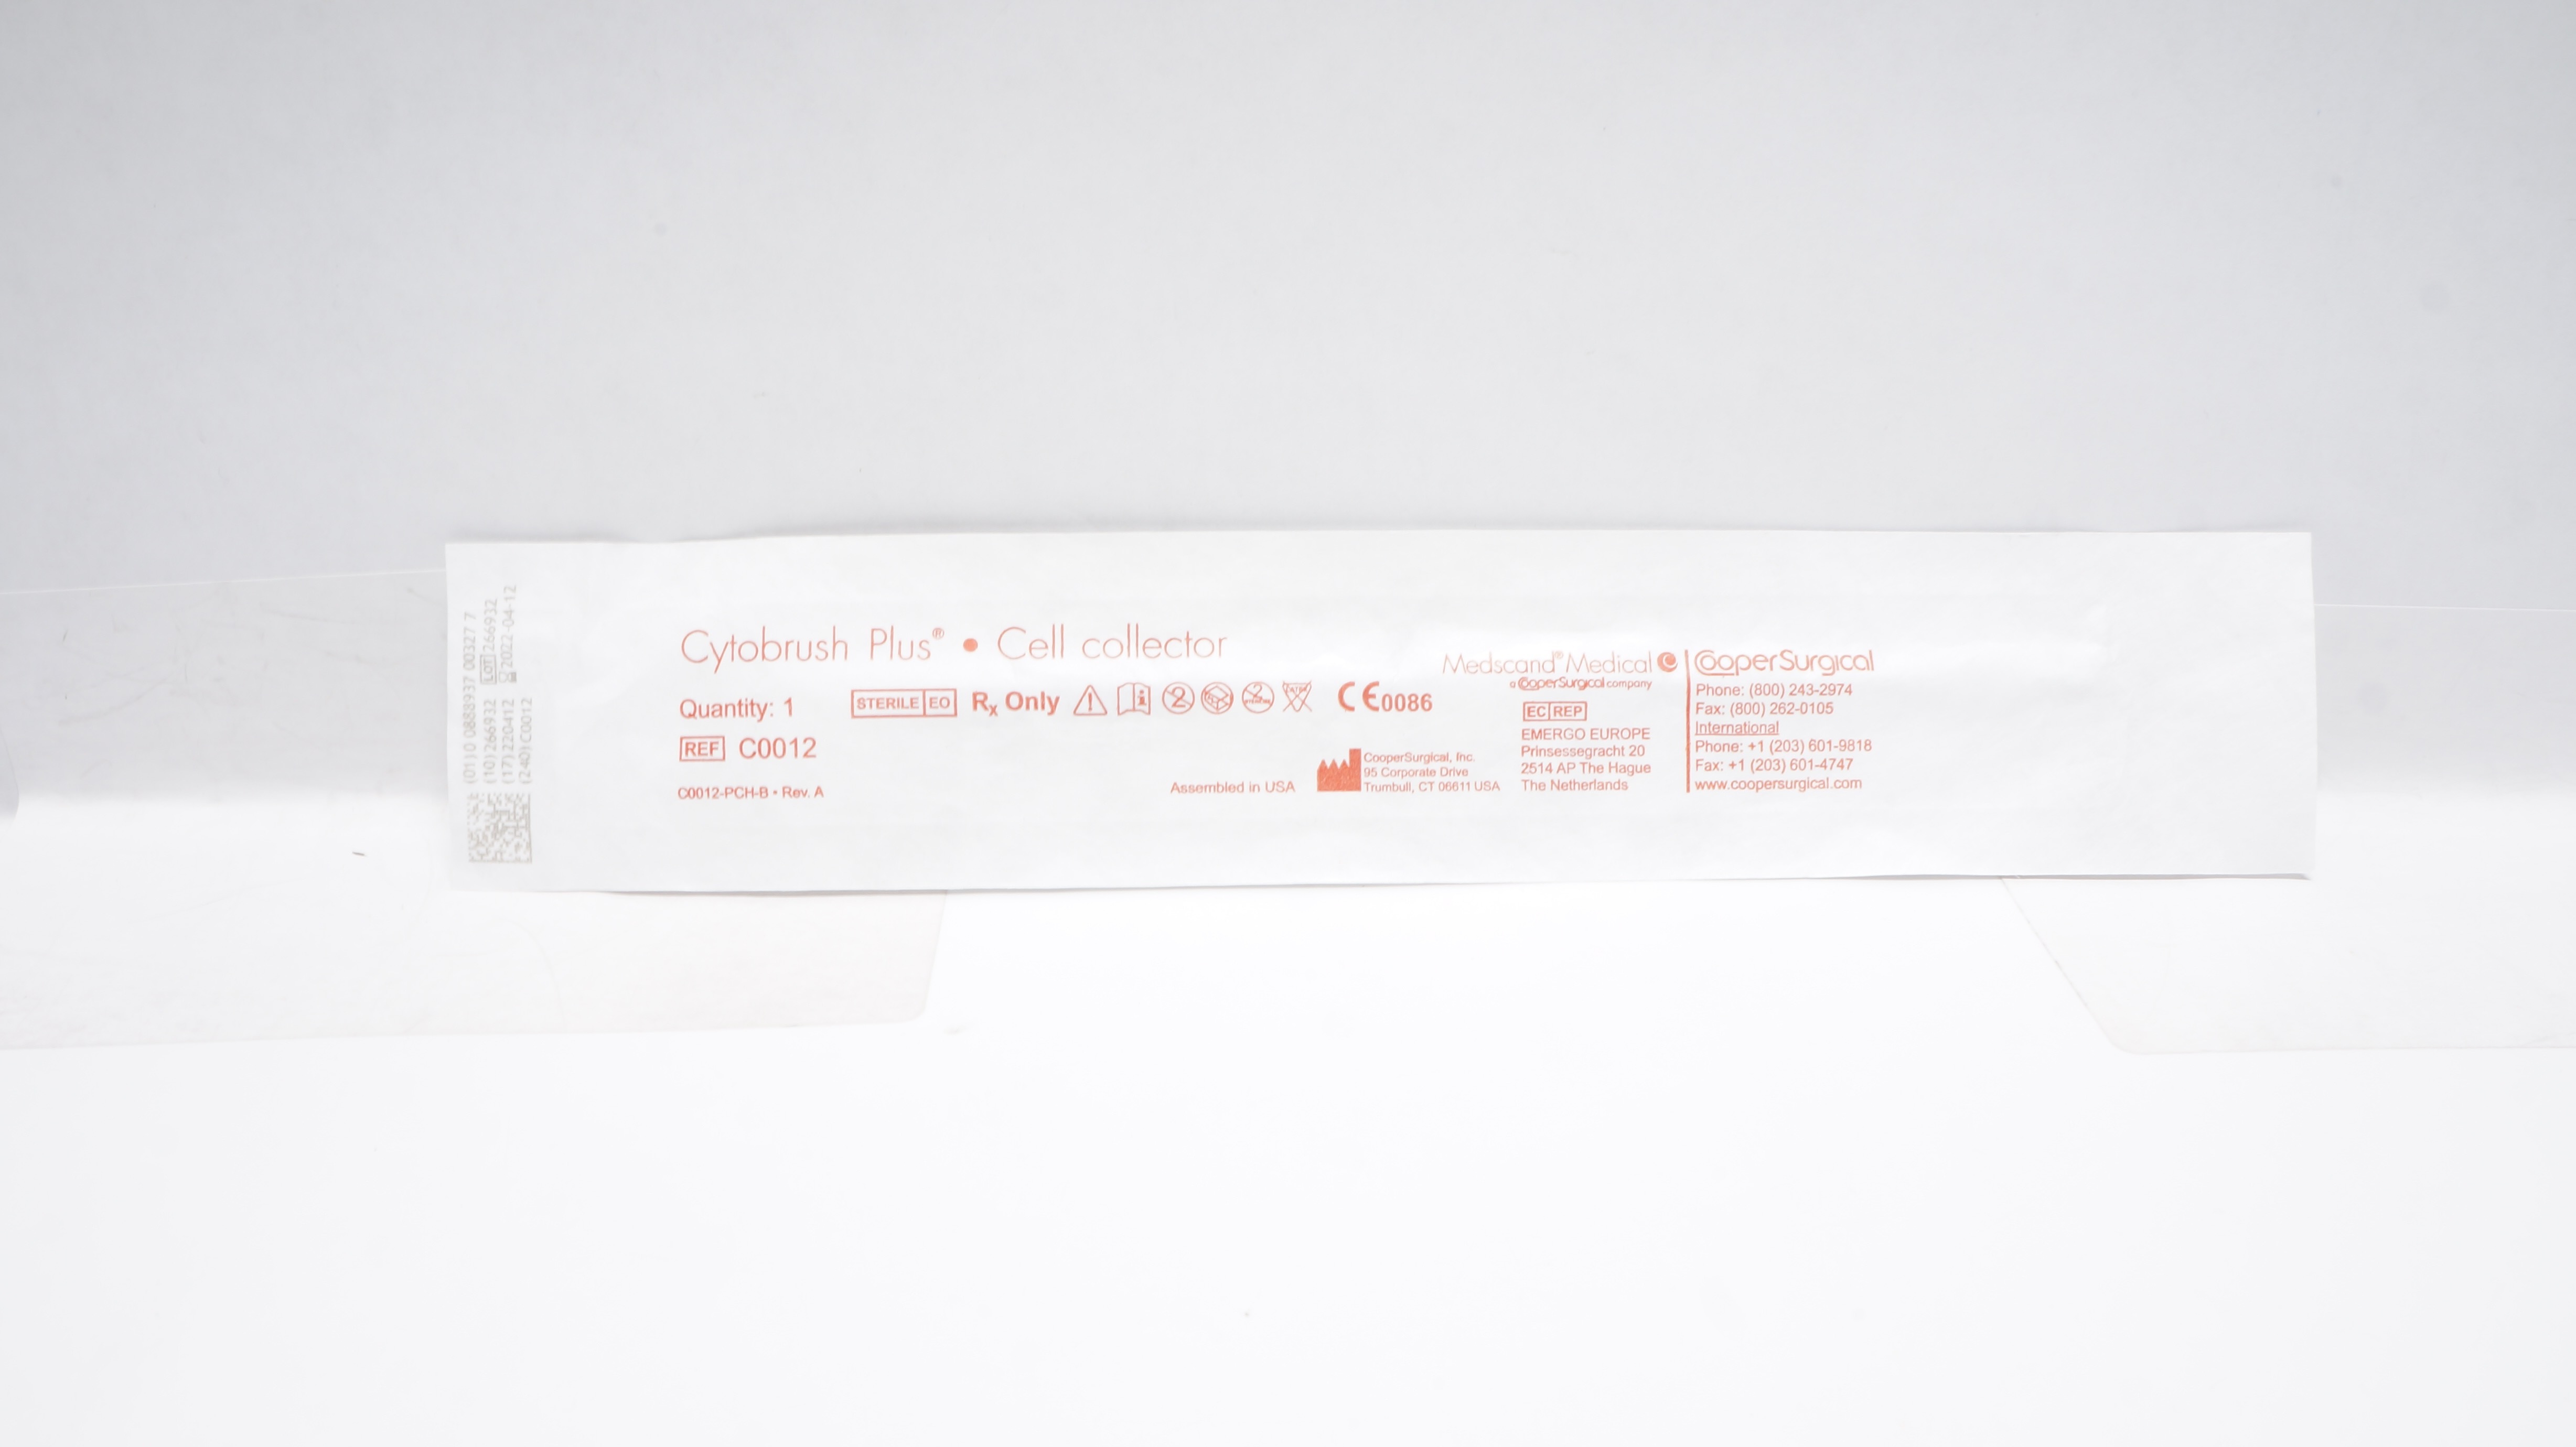 (01)0 0888937 00327 7
(10)266932 LOT 266932
(17)220412 2022-04-12
(240)C0012
Cytobrush Plus® • Cell collector
Quantity: 1 STERILE EO Rx Only CE0086
REF C0012
C0012-PCH-B • Rev. A
Assembled in USA
CooperSurgical, Inc.
95 Corporate Drive
Trumbull, CT 06611 USA
Medscand® Medical
a CooperSurgical company
EC REP
EMERGO EUROPE
Prinsessegracht 20
2514 AP The Hague
The Netherlands
CooperSurgical
Phone: (800) 243-2974
Fax: (800) 262-0105
International
Phone: +1 (203) 601-9818
Fax: +1 (203) 601-4747
www.coopersurgical.com